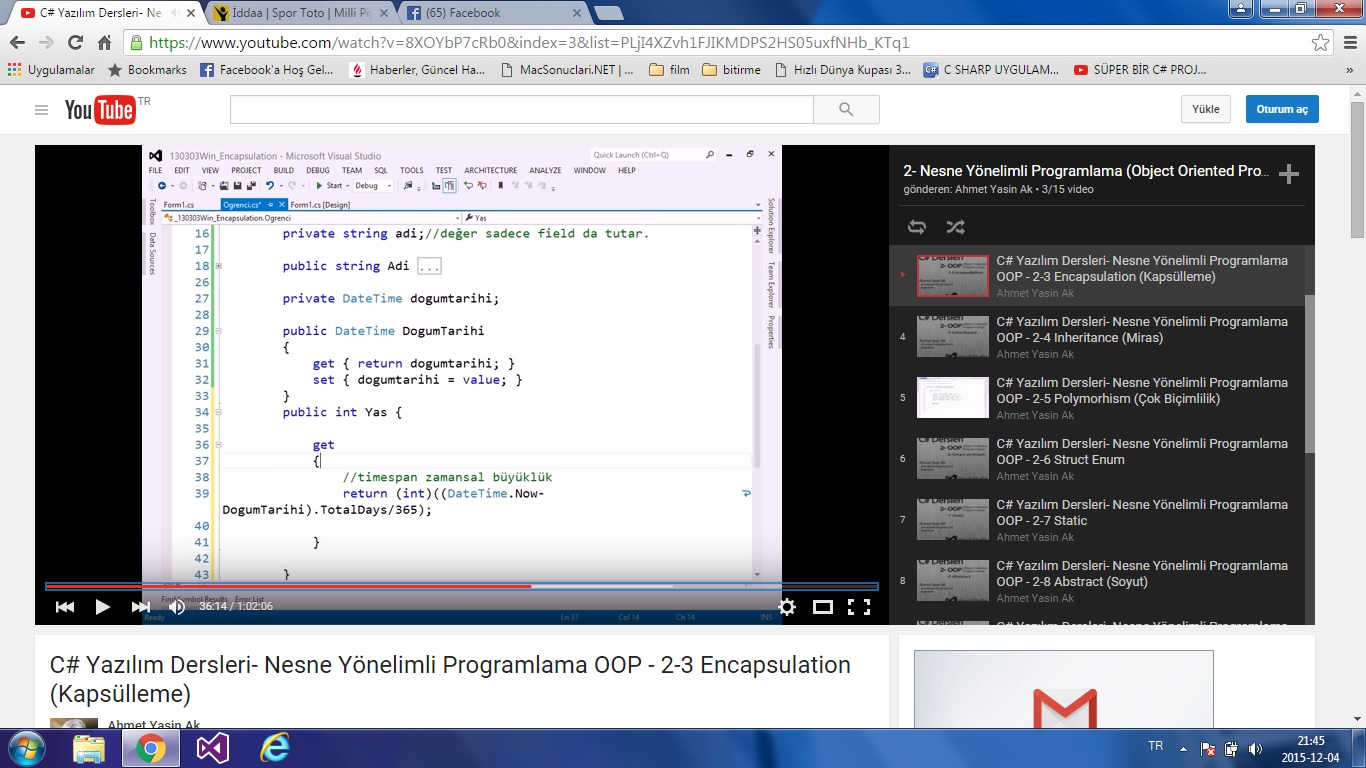 C# Yazılım Dersleri- Ne
Iddaa | Spor Toto | Milli Piy
(65) Facebook
https://www.youtube.com/watch?v=8XOYbP7cRb0&index=3&list=PLjI4XZvh1FJIKMDPS2HS05uxfNHb_KTq1
Uygulamalar Bookmarks Facebook'a Hoş Gel... Haberler, Güncel Ha... MacSonuclari.NET | ... film bitirme Hızlı Dünya Kupası 3... C SHARP UYGULAM... SÜPER BİR C# PROJ... »
YouTube TR
Yükle
Oturum aç
130303Win_Encapsulation - Microsoft Visual Studio
Quick Launch (Ctrl+Q)
FILE EDIT VIEW PROJECT BUILD DEBUG TEAM SQL TOOLS TEST ARCHITECTURE ANALYZE WINDOW HELP
Start Debug
Form1.cs Ogrenci.cs* Form1.cs [Design]
_130303Win_Encapsulation.Ogrenci Yas
Toolbox
Data Sources
Solution Explorer
Team Explorer
Properties
16 private string adi;//değer sadece field da tutar.
17
18 public string Adi ...
26
27 private DateTime dogumtarihi;
28
29 public DateTime DogumTarihi
30 {
31 get { return dogumtarihi; }
32 set { dogumtarihi = value; }
33 }
34 public int Yas {
35
36 get
37 {
38 //timespan zamansal büyüklük
39 return (int)((DateTime.Now-
DogumTarihi).TotalDays/365);
40
41 }
42
43 }
Find Symbol Results Error List
36:14 / 1:02:06
Ready Ln 37 Col 14 Ch 14 INS
2- Nesne Yönelimli Programlama (Object Oriented Pro...
gönderen: Ahmet Yasin Ak • 3/15 video
C# Yazılım Dersleri- Nesne Yönelimli Programlama
OOP - 2-3 Encapsulation (Kapsülleme)
Ahmet Yasin Ak
4
C# Yazılım Dersleri- Nesne Yönelimli Programlama
OOP - 2-4 Inheritance (Miras)
Ahmet Yasin Ak
5
C# Yazılım Dersleri- Nesne Yönelimli Programlama
OOP - 2-5 Polymorhism (Çok Biçimlilik)
Ahmet Yasin Ak
6
C# Yazılım Dersleri- Nesne Yönelimli Programlama
OOP - 2-6 Struct Enum
Ahmet Yasin Ak
7
C# Yazılım Dersleri- Nesne Yönelimli Programlama
OOP - 2-7 Static
Ahmet Yasin Ak
8
C# Yazılım Dersleri- Nesne Yönelimli Programlama
OOP - 2-8 Abstract (Soyut)
Ahmet Yasin Ak
C# Yazılım Dersleri- Nesne Yönelimli Programlama
C# Yazılım Dersleri- Nesne Yönelimli Programlama OOP - 2-3 Encapsulation
(Kapsülleme)
Ahmet Yasin Ak
TR
21:45
2015-12-04